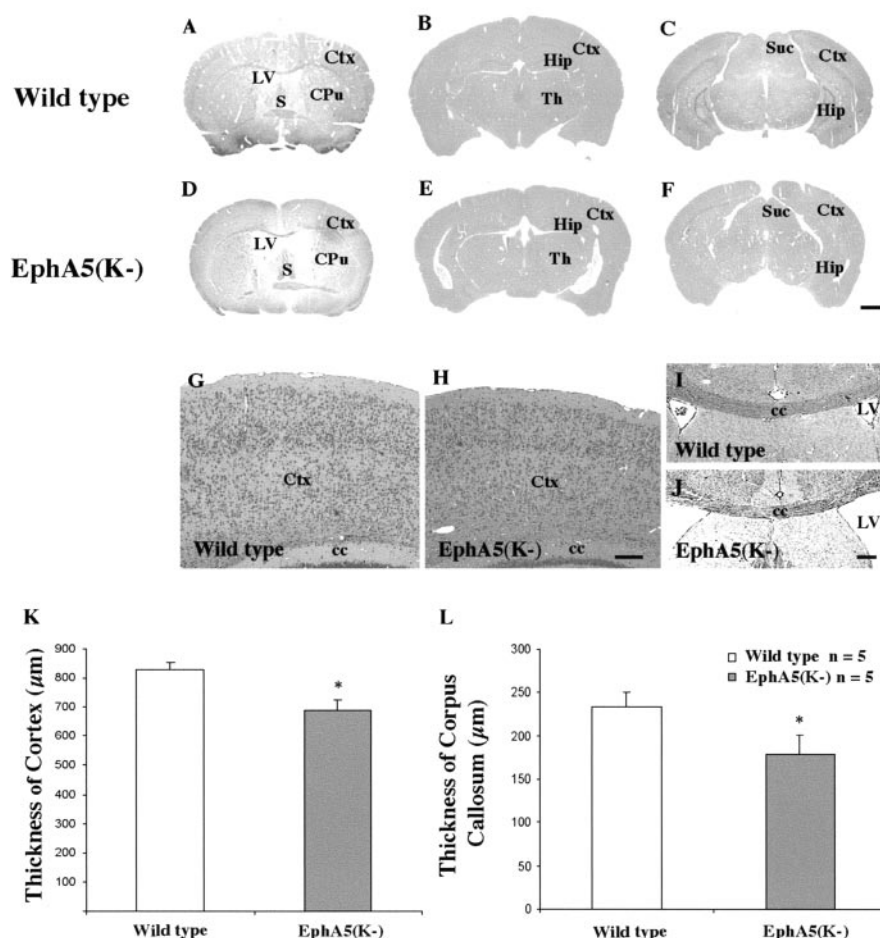 A
B
C
Wild type
LV
Ctx
S
CPu
Hip
Ctx
Th
Suc
Ctx
Hip
D
E
F
EphA5(K-)
LV
Ctx
S
CPu
Hip
Ctx
Th
Suc
Ctx
Hip
G
Ctx
Wild type
cc
H
Ctx
EphA5(K-)
cc
I
cc
LV
Wild type
J
cc
LV
EphA5(K-)
K
Thickness of Cortex (µm)
900
800
700
600
500
400
300
200
100
*
Wild type
EphA5(K-)
L
Thickness of Corpus
Callosum (µm)
300
250
200
150
100
50
0
Wild type n = 5
EphA5(K-) n = 5
*
Wild type
EphA5(K-)